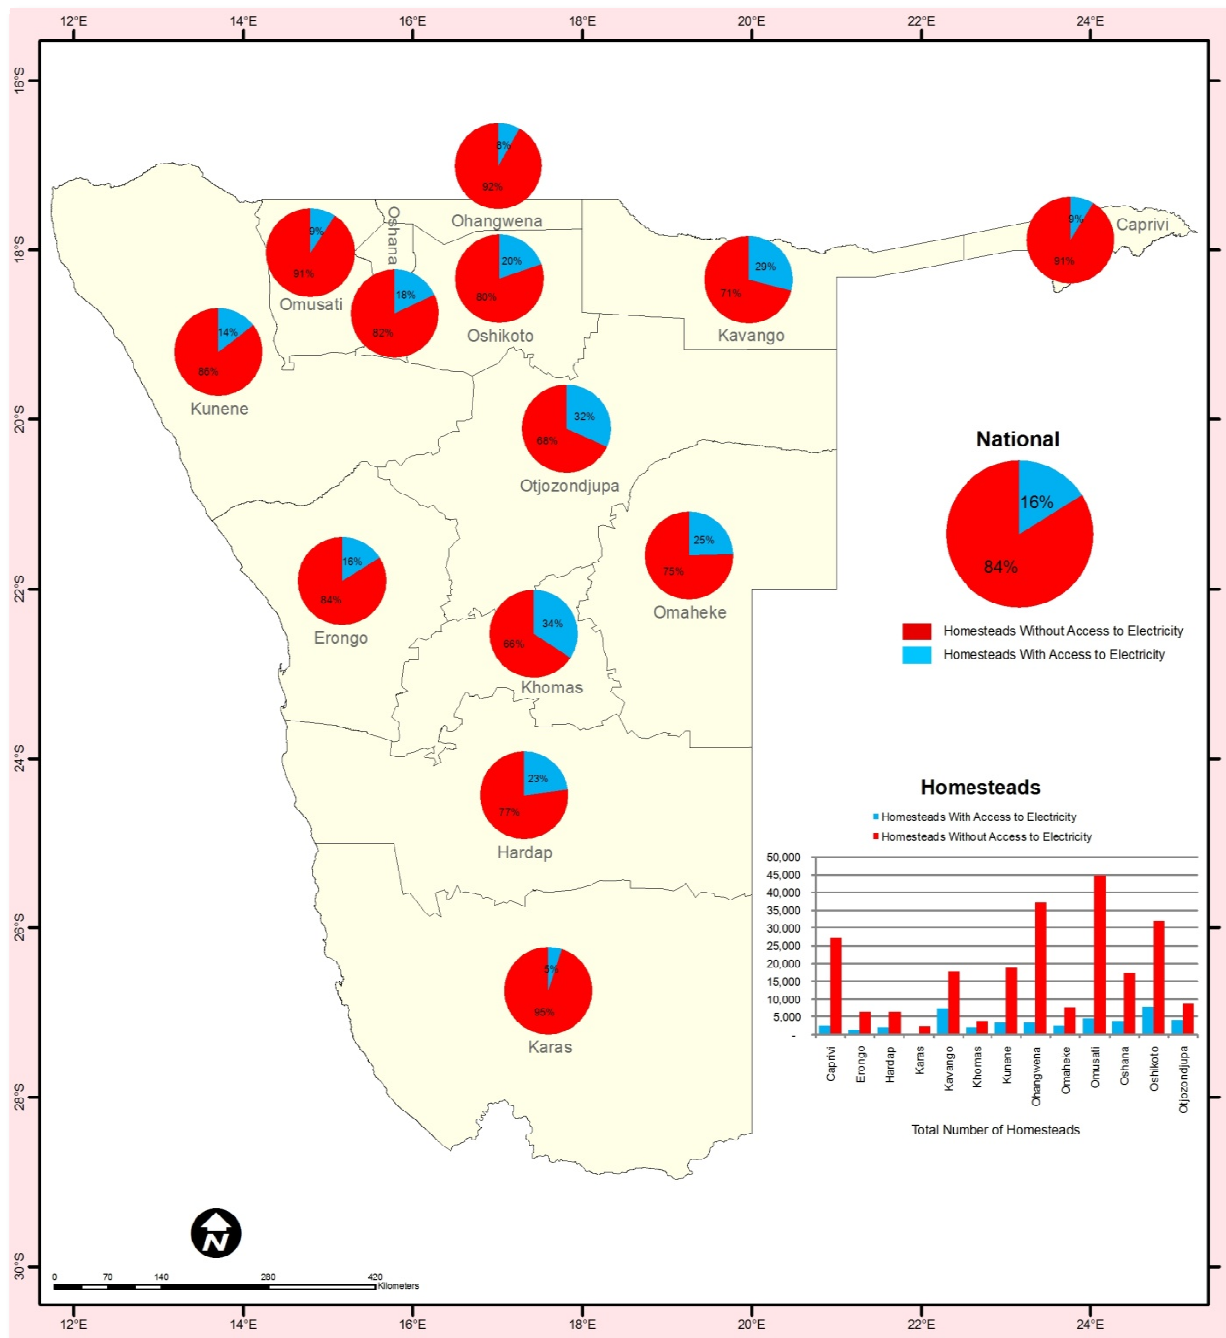 12°E 14°E 16°E 18°E 20°E 22°E 24°E
16°S
18°S
20°S
22°S
24°S
26°S
28°S
30°S
8%
92%
Ohangwena
9%
91%
Omusati
Oshana
18%
82%
20%
80%
Oshikoto
29%
71%
Kavango
9%
91%
Caprivi
14%
86%
Kunene
32%
68%
Otjozondjupa
16%
84%
Erongo
25%
75%
Omaheke
34%
66%
Khomas
23%
77%
Hardap
5%
95%
Karas
National
16%
84%
Homesteads Without Access to Electricity
Homesteads With Access to Electricity
Homesteads
Homesteads With Access to Electricity
Homesteads Without Access to Electricity
50,000
45,000
40,000
35,000
30,000
25,000
20,000
15,000
10,000
5,000
-
Caprivi
Erongo
Hardap
Karas
Kavango
Khomas
Kunene
Ohangwena
Omaheke
Omusati
Oshana
Oshikoto
Otjozondjupa
Total Number of Homesteads
N
0 70 140 280 420
Kilometers
12°E 14°E 16°E 18°E 20°E 22°E 24°E